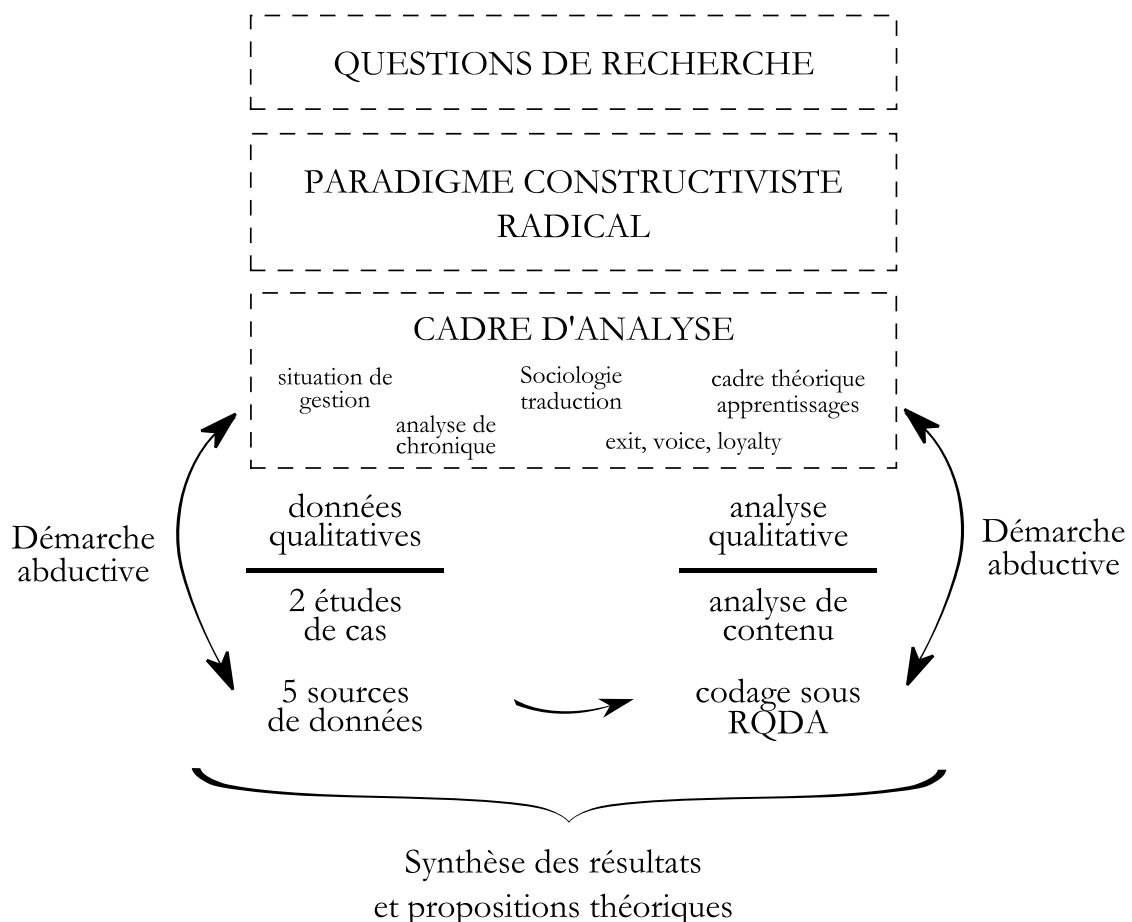 QUESTIONS DE RECHERCHE
PARADIGME CONSTRUCTIVISTE
RADICAL
CADRE D'ANALYSE
situation de
gestion
analyse de
chronique
Sociologie
traduction
exit, voice, loyalty
cadre théorique
apprentissages
Démarche
abductive
données
qualitatives
2 études
de cas
5 sources
de données
analyse
qualitative
analyse de
contenu
codage sous
RQDA
Démarche
abductive
Synthèse des résultats
et propositions théoriques